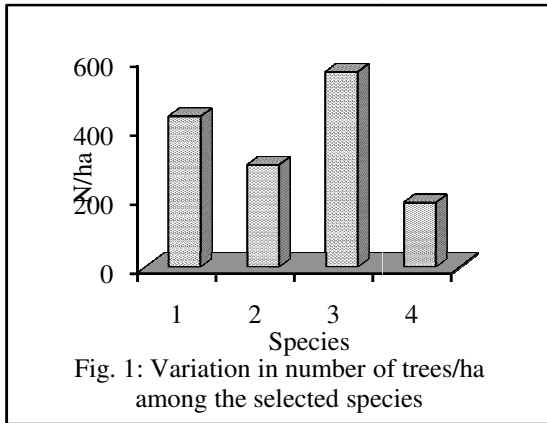 600
400
200
0
N/ha
1 2 3 4
Species
Fig. 1: Variation in number of trees/ha
among the selected species